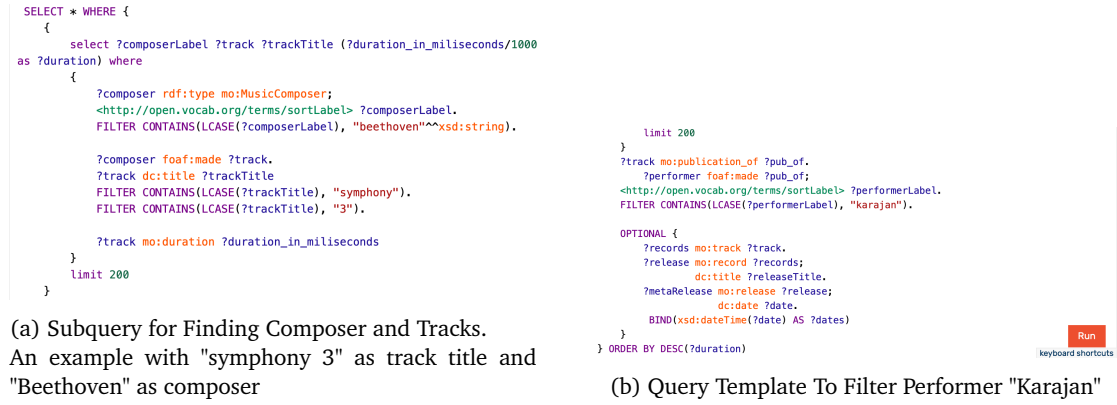 SELECT * WHERE {
{
select ?composerLabel ?track ?trackTitle (?duration_in_miliseconds/1000
as ?duration) where
{
?composer rdf:type mo:MusicComposer;
<http://open.vocab.org/terms/sortLabel> ?composerLabel.
FILTER CONTAINS(LCASE(?composerLabel), "beethoven"^^xsd:string).
?composer foaf:made ?track.
?track dc:title ?trackTitle
FILTER CONTAINS(LCASE(?trackTitle), "symphony").
FILTER CONTAINS(LCASE(?trackTitle), "3").
?track mo:duration ?duration_in_miliseconds
}
limit 200
}
(a) Subquery for Finding Composer and Tracks.
An example with "symphony 3" as track title and
"Beethoven" as composer
limit 200
}
?track mo:publication_of ?pub_of.
?performer foaf:made ?pub_of;
<http://open.vocab.org/terms/sortLabel> ?performerLabel.
FILTER CONTAINS(LCASE(?performerLabel), "karajan").
OPTIONAL {
?records mo:track ?track.
?release mo:record ?records;
dc:title ?releaseTitle.
?metaRelease mo:release ?release;
dc:date ?date.
BIND(xsd:dateTime(?date) AS ?dates)
}
} ORDER BY DESC(?duration)
Run
keyboard shortcuts
(b) Query Template To Filter Performer "Karajan"